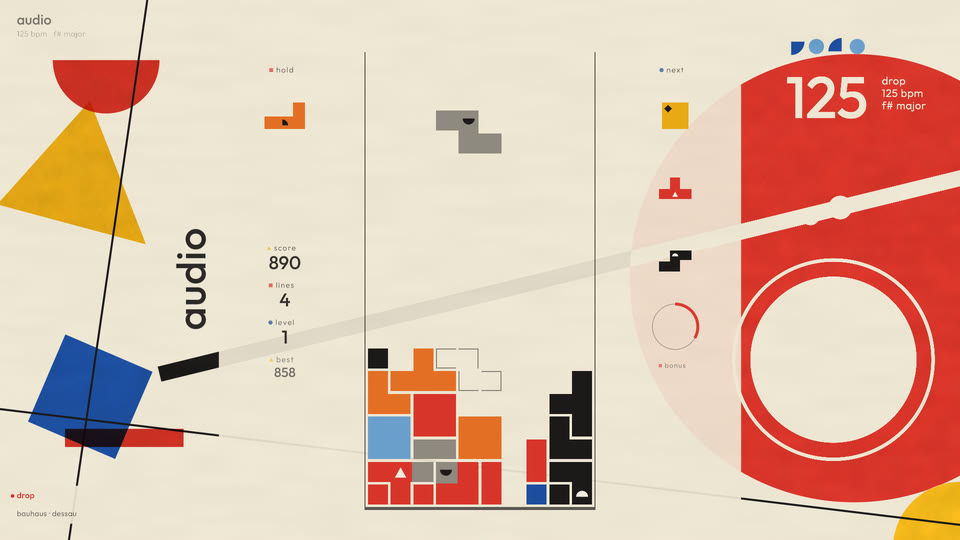 audio
125 bpm f# major
hold
next
125
drop
125 bpm
f# major
audio
score
890
lines
4
level
1
best
858
bonus
drop
bauhaus · dessau